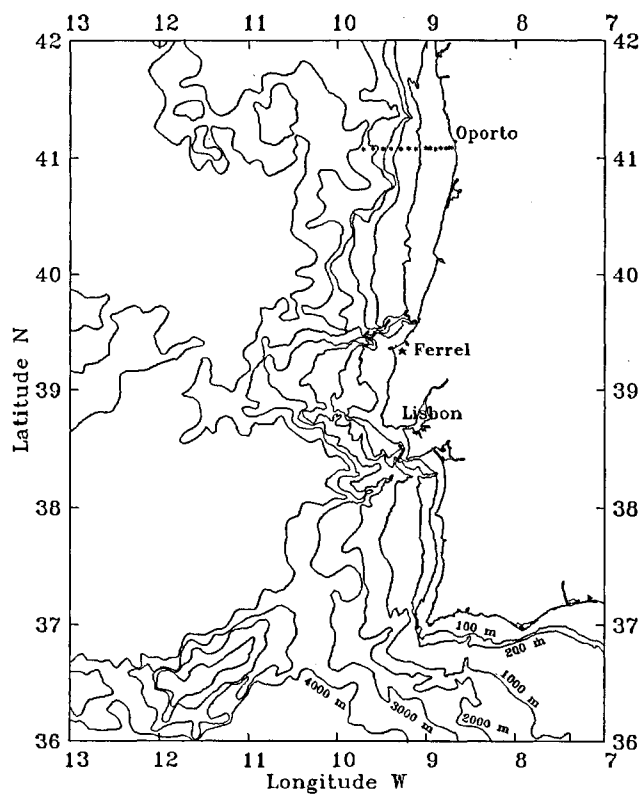 13 12 11 10 9 8 7
42 42
Oporto
41 41
40 40
Ferrel
39 39
Lisbon
38 38
37 37
100 m
200 m
1000 m
4000 m
3000 m
2000 m
36 36
13 12 11 10 9 8 7
Longitude W
Latitude N